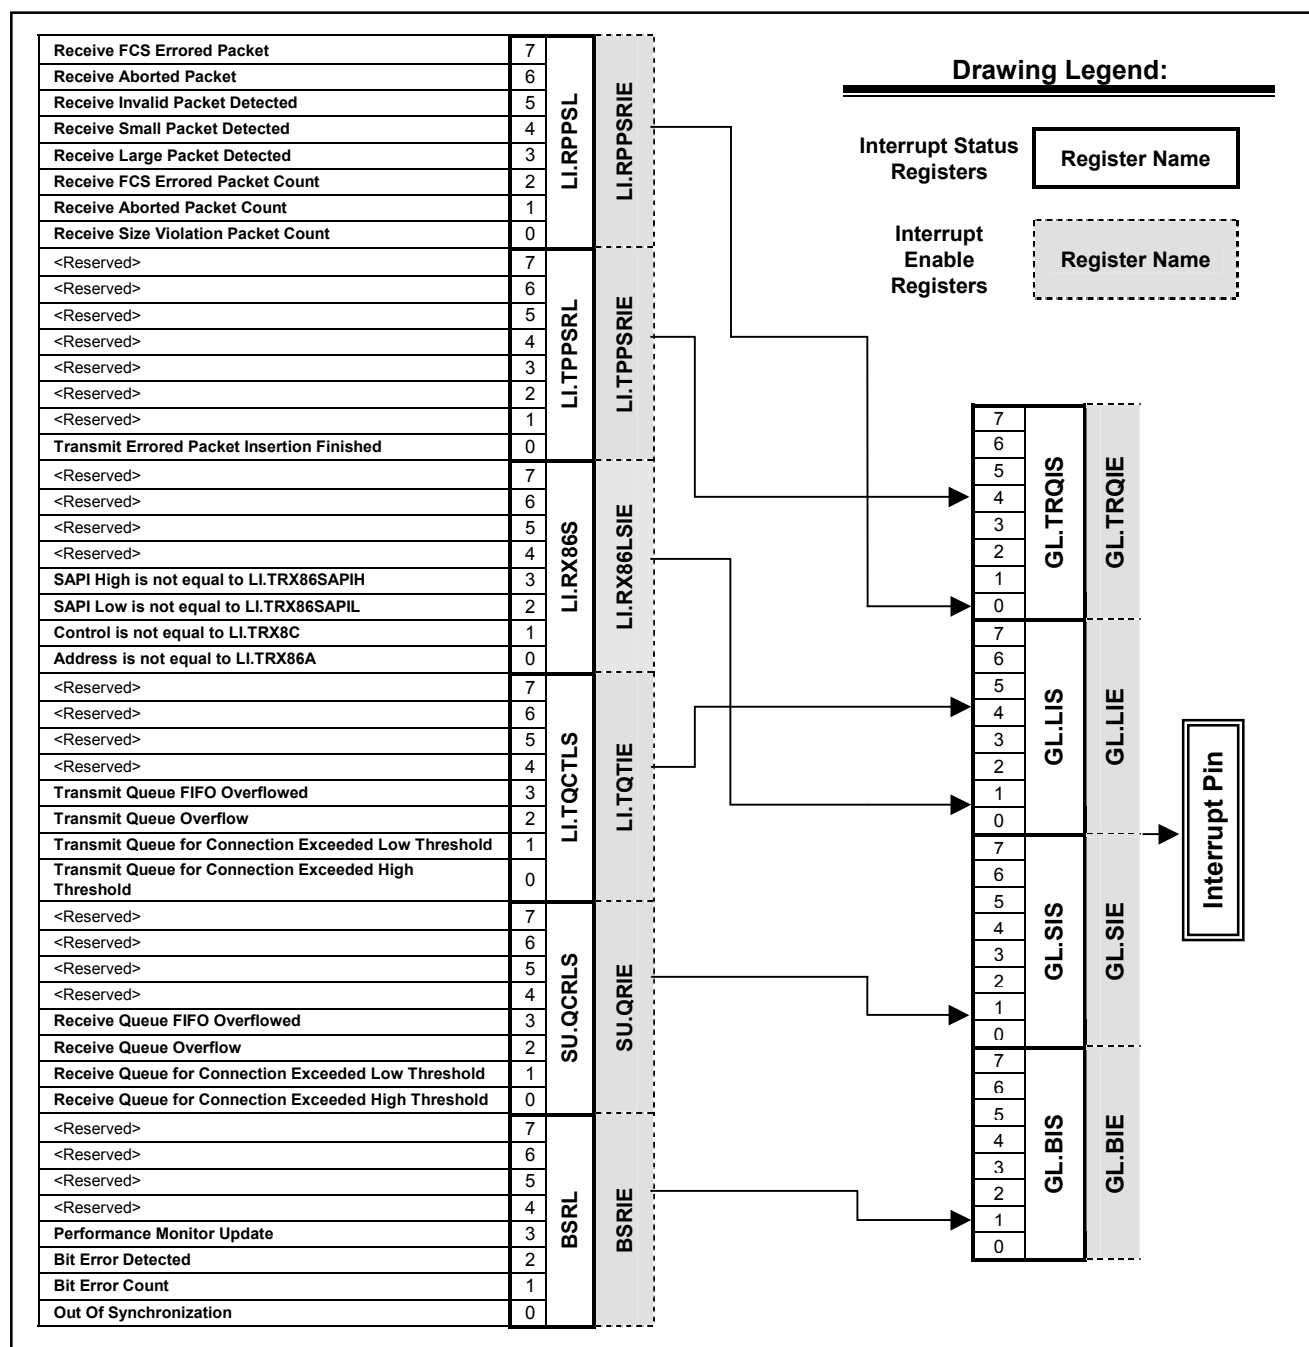 Receive FCS Errored Packet 7
Receive Aborted Packet 6
Receive Invalid Packet Detected 5
Receive Small Packet Detected 4
Receive Large Packet Detected 3
Receive FCS Errored Packet Count 2
Receive Aborted Packet Count 1
Receive Size Violation Packet Count 0
LI.RPPSL
LI.RPPSRIE
<Reserved> 7
<Reserved> 6
<Reserved> 5
<Reserved> 4
<Reserved> 3
<Reserved> 2
<Reserved> 1
Transmit Errored Packet Insertion Finished 0
LI.TPPSRL
LI.TPPSRIE
<Reserved> 7
<Reserved> 6
<Reserved> 5
<Reserved> 4
SAPI High is not equal to LI.TRX86SAPIH 3
SAPI Low is not equal to LI.TRX86SAPIL 2
Control is not equal to LI.TRX8C 1
Address is not equal to LI.TRX86A 0
LI.RX86S
LI.RX86LSIE
<Reserved> 7
<Reserved> 6
<Reserved> 5
<Reserved> 4
Transmit Queue FIFO Overflowed 3
Transmit Queue Overflow 2
Transmit Queue for Connection Exceeded Low Threshold 1
Transmit Queue for Connection Exceeded High
Threshold 0
LI.TQCTLS
LI.TQTIE
<Reserved> 7
<Reserved> 6
<Reserved> 5
<Reserved> 4
Receive Queue FIFO Overflowed 3
Receive Queue Overflow 2
Receive Queue for Connection Exceeded Low Threshold 1
Receive Queue for Connection Exceeded High Threshold 0
SU.QCRLS
SU.QRIE
<Reserved> 7
<Reserved> 6
<Reserved> 5
<Reserved> 4
Performance Monitor Update 3
Bit Error Detected 2
Bit Error Count 1
Out Of Synchronization 0
BSRL
BSRIE
Drawing Legend:
Interrupt Status
Registers
Register Name
Interrupt
Enable
Registers
Register Name
7
6
5
4
3
2
1
0
GL.TRQIS
GL.TRQIE
7
6
5
4
3
2
1
0
GL.LIS
GL.LIE
7
6
5
4
3
2
1
0
GL.SIS
GL.SIE
7
6
5
4
3
2
1
0
GL.BIS
GL.BIE
Interrupt Pin